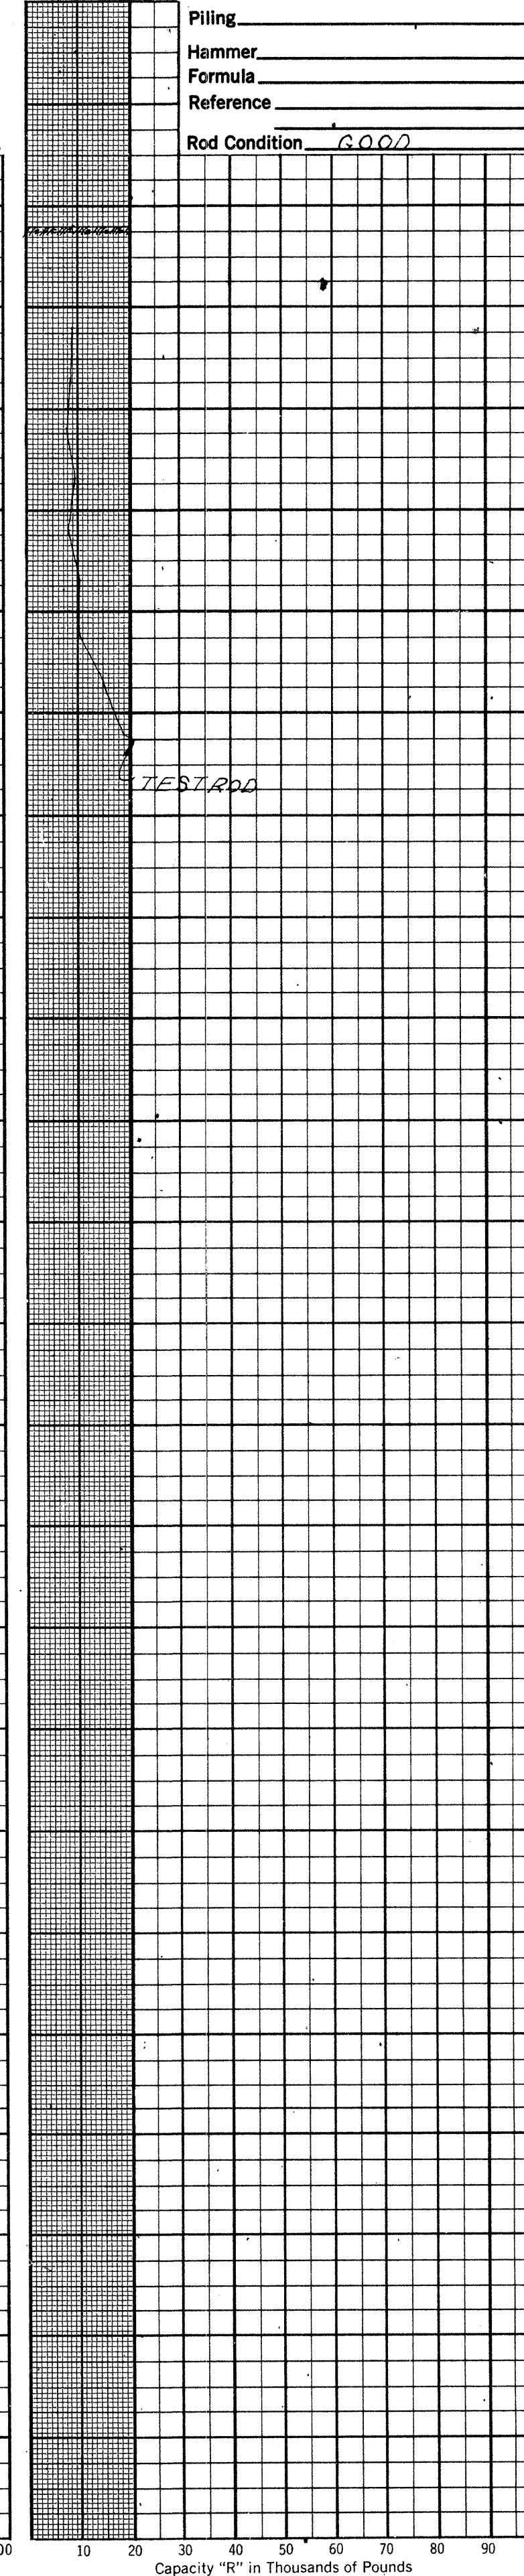 Piling
Hammer
Formula
Reference
Rod Condition GOOD
TEST ROD
00 10 20 30 40 50 60 70 80 90
Capacity "R" in Thousands of Pounds